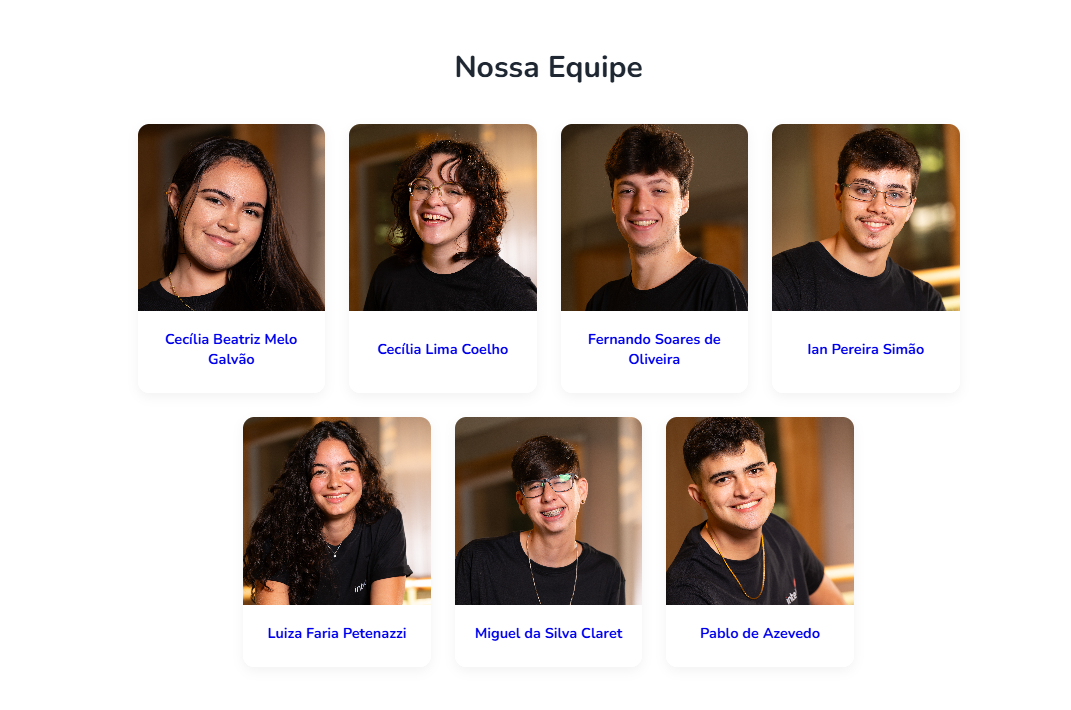 Nossa Equipe
Cecília Beatriz Melo
Galvão
Cecília Lima Coelho
Fernando Soares de
Oliveira
Ian Pereira Simão
Luiza Faria Petenazzi
Miguel da Silva Claret
Pablo de Azevedo